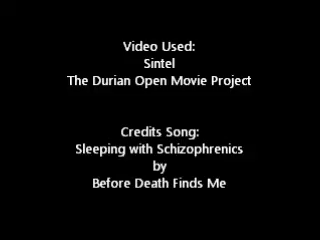 Video Used:
Sintel
The Durian Open Movie Project
Credits Song:
Sleeping with Schizophrenics
by
Before Death Finds Me